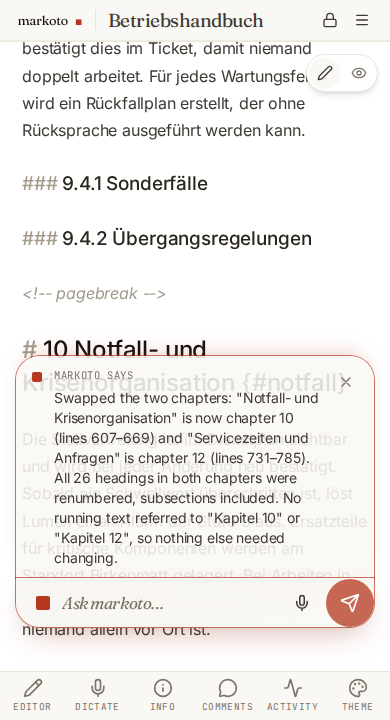 markoto Betriebshandbuch
bestätigt dies im Ticket, damit niemand
doppelt arbeitet. Für jedes Wartungsfe
wird ein Rückfallplan erstellt, der ohne
Rücksprache ausgeführt werden kann.
### 9.4.1 Sonderfälle
### 9.4.2 Übergangsregelungen
<!-- pagebreak -->
# 10 Notfall- und
Krisenorganisation {#notfall}
MARKOTO SAYS
Swapped the two chapters: "Notfall- und
Krisenorganisation" is now chapter 10
(lines 607–669) and "Servicezeiten und
Anfragen" is chapter 12 (lines 731–785).
All 26 headings in both chapters were
renumbered, subsections included. No
running text referred to "Kapitel 10" or
"Kapitel 12", so nothing else needed
changing.
Ask markoto...
niemand allein vor Ort ist.
EDITOR DICTATE INFO COMMENTS ACTIVITY THEME